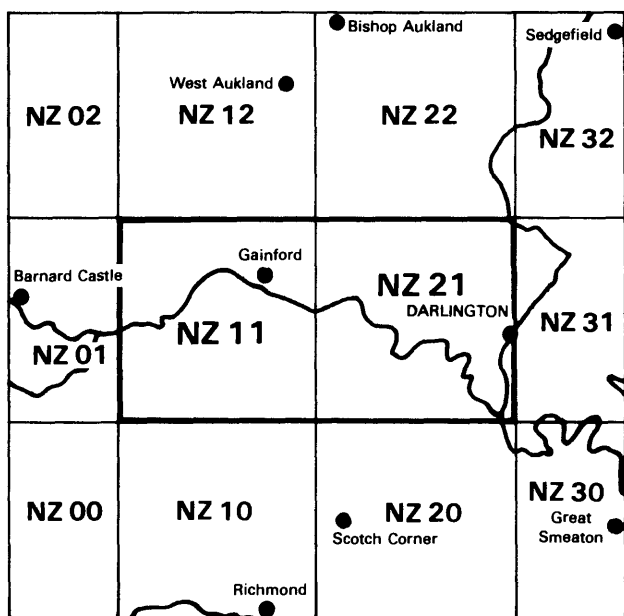 Bishop Aukland
Sedgefield
West Aukland
NZ 02
NZ 12
NZ 22
NZ 32
Gainford
Barnard Castle
NZ 21
DARLINGTON
NZ 11
NZ 31
NZ 01
NZ 00
NZ 10
NZ 20
NZ 30
Scotch Corner
Great
Smeaton
Richmond